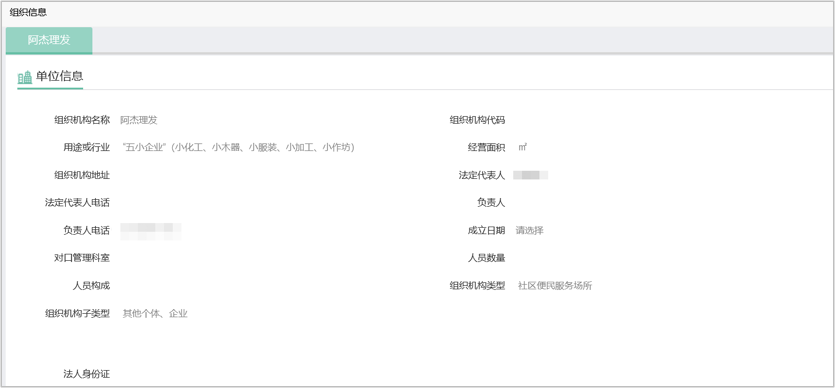 组织信息
阿杰理发
单位信息
组织机构名称 阿杰理发 组织机构代码
用途或行业 "五小企业"（小化工、小木器、小服装、小加工、小作坊） 经营面积 ㎡
组织机构地址 法定代表人
法定代表人电话 负责人
负责人电话 成立日期 请选择
对口管理科室 人员数量
人员构成 组织机构类型 社区便民服务场所
组织机构子类型 其他个体、企业
法人身份证